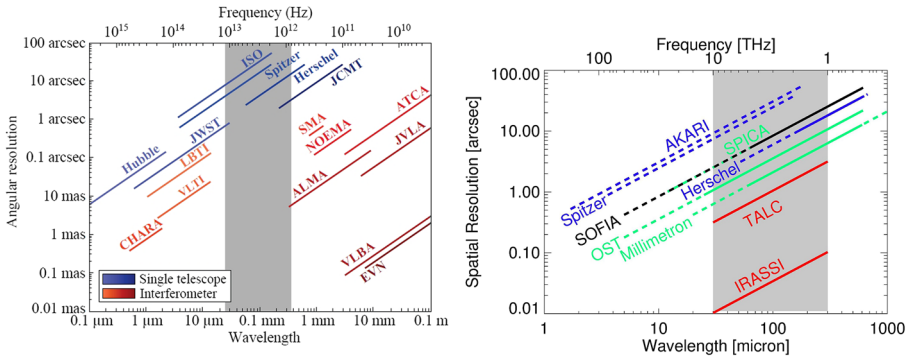 Frequency (Hz)
10^15 10^14 10^13 10^12 10^11 10^10
100 arcsec
10 arcsec
1 arcsec
0.1 arcsec
10 mas
1 mas
0.1 mas
0.01 mas
Angular resolution
ISO
Spitzer
Herschel
JCMT
Hubble
JWST
LBTI
VLTI
CHARA
SMA
NOEMA
ATCA
ALMA
JVLA
VLBA
EVN
Single telescope
Interferometer
0.1 µm 1 µm 10 µm 0.1 mm 1 mm 10 mm 0.1 m
Wavelength
Frequency [THz]
100 10 1
100.00
10.00
1.00
0.10
0.01
Spatial Resolution [arcsec]
AKARI
SPICA
Spitzer
Herschel
SOFIA
OST
Millimetron
TALC
IRASSI
1 10 100 1000
Wavelength [micron]